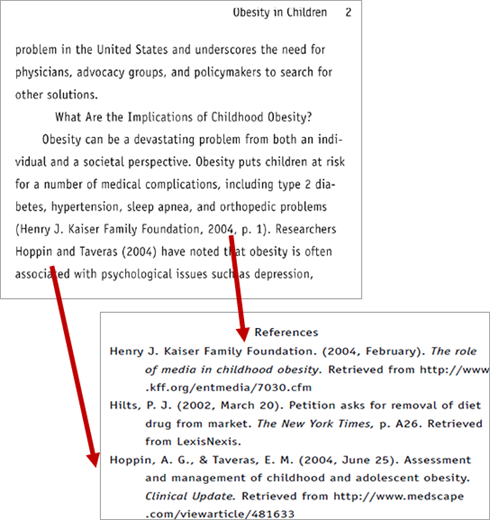 Obesity in Children 2
problem in the United States and underscores the need for
physicians, advocacy groups, and policymakers to search for
other solutions.
What Are the Implications of Childhood Obesity?
Obesity can be a devastating problem from both an indi-
vidual and a societal perspective. Obesity puts children at risk
for a number of medical complications, including type 2 dia-
betes, hypertension, sleep apnea, and orthopedic problems
(Henry J. Kaiser Family Foundation, 2004, p. 1). Researchers
Hoppin and Taveras (2004) have noted that obesity is often
associated with psychological issues such as depression,
References
Henry J. Kaiser Family Foundation. (2004, February). The role
of media in childhood obesity. Retrieved from http://www
.kff.org/entmedia/7030.cfm
Hilts, P. J. (2002, March 20). Petition asks for removal of diet
drug from market. The New York Times, p. A26. Retrieved
from LexisNexis.
Hoppin, A. G., & Taveras, E. M. (2004, June 25). Assessment
and management of childhood and adolescent obesity.
Clinical Update. Retrieved from http://www.medscape
.com/viewarticle/481633